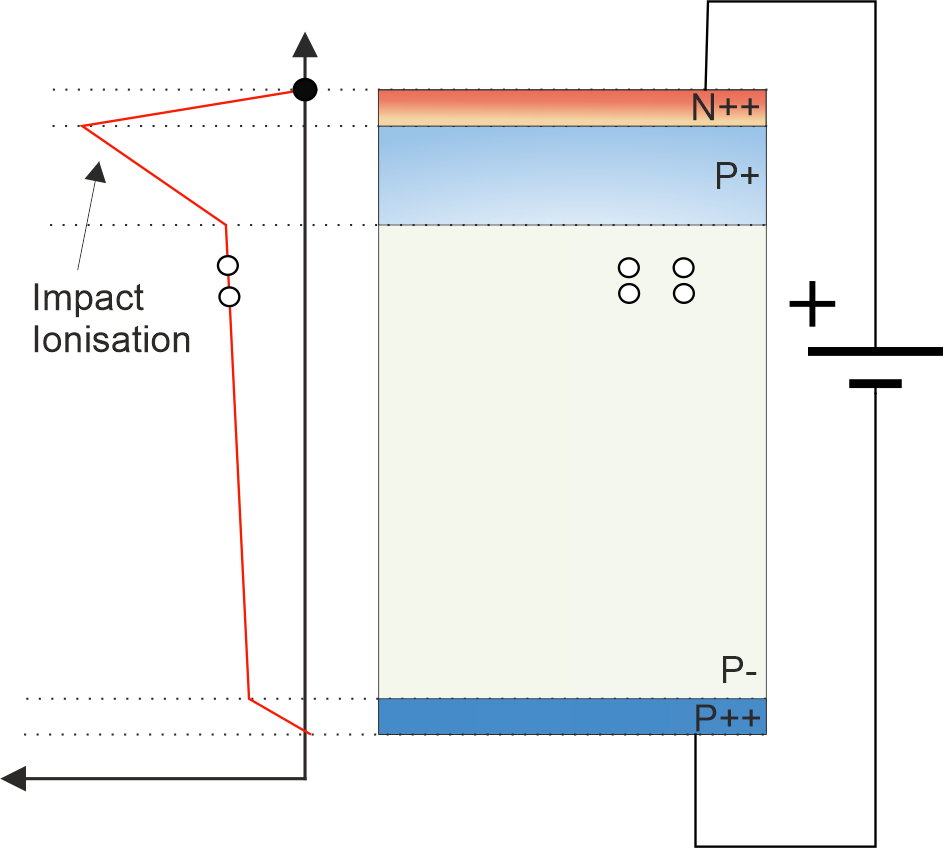 N++
P+
Impact
Ionisation
+
P-
P++